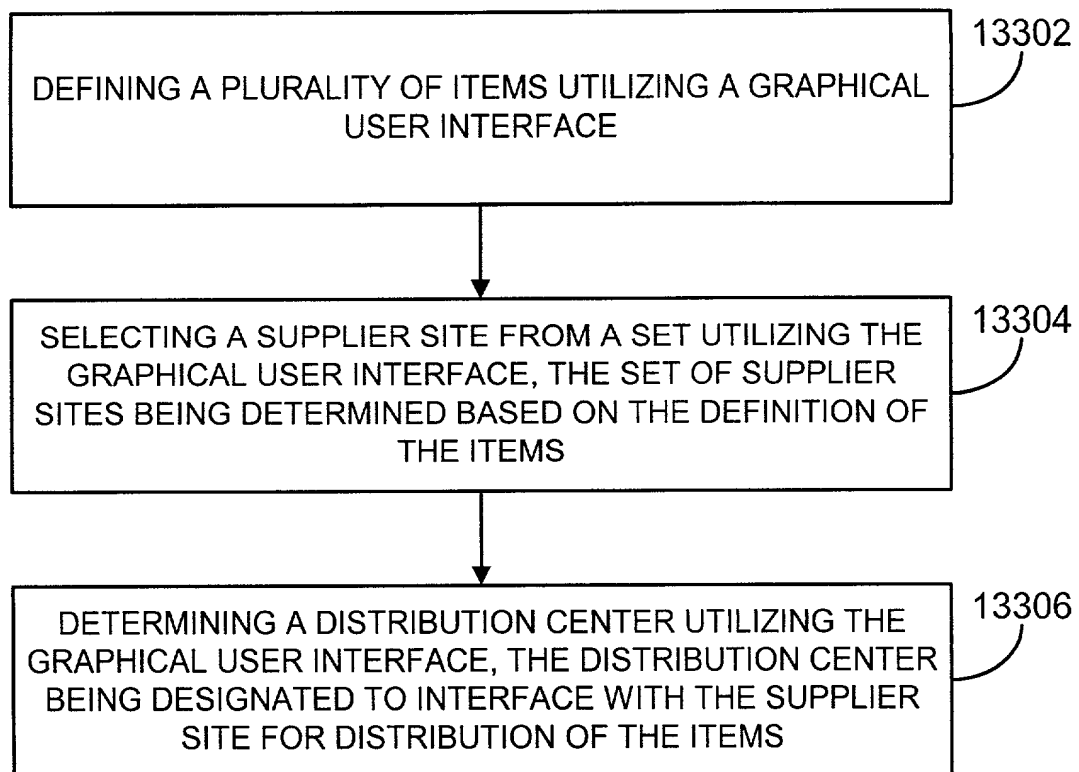 13302
DEFINING A PLURALITY OF ITEMS UTILIZING A GRAPHICAL
USER INTERFACE
13304
SELECTING A SUPPLIER SITE FROM A SET UTILIZING THE
GRAPHICAL USER INTERFACE, THE SET OF SUPPLIER
SITES BEING DETERMINED BASED ON THE DEFINITION OF
THE ITEMS
13306
DETERMINING A DISTRIBUTION CENTER UTILIZING THE
GRAPHICAL USER INTERFACE, THE DISTRIBUTION CENTER
BEING DESIGNATED TO INTERFACE WITH THE SUPPLIER
SITE FOR DISTRIBUTION OF THE ITEMS